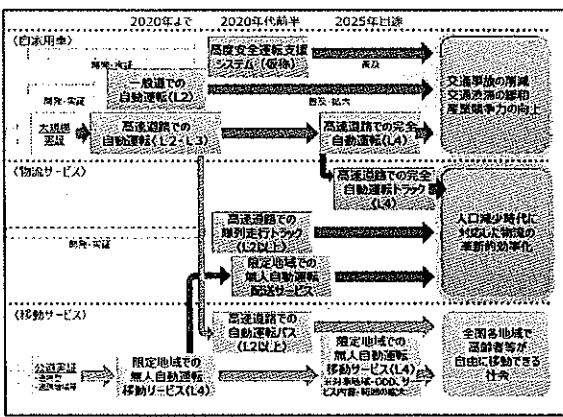 2020年まで
2020年代前半
2025年目途
〈自家用車〉
高度安全運転支援
システム（仮称）
普及
開発・実証
一般道での
自動運転（L2）
開発・実証
普及・拡大
大規模
実証
高速道路での
自動運転（L2・L3）
高速道路での完全
自動運転（L4）
交通事故の削減
交通渋滞の緩和
産業競争力の向上
〈物流サービス〉
高速道路での完全
自動運転トラック
（L4）
高速道路での
隊列走行トラック
（L2以上）
開発・実証
限定地域での
無人自動運転
配送サービス
人口減少時代に
対応した物流の
革新的効率化
〈移動サービス〉
高速道路での
自動運転バス
（L2以上）
公道実証
限定地域での
無人自動運転
移動サービス（L4）
限定地域での
無人自動運転
移動サービス（L4）
全国各地域で
高齢者等が
自由に移動できる
社会